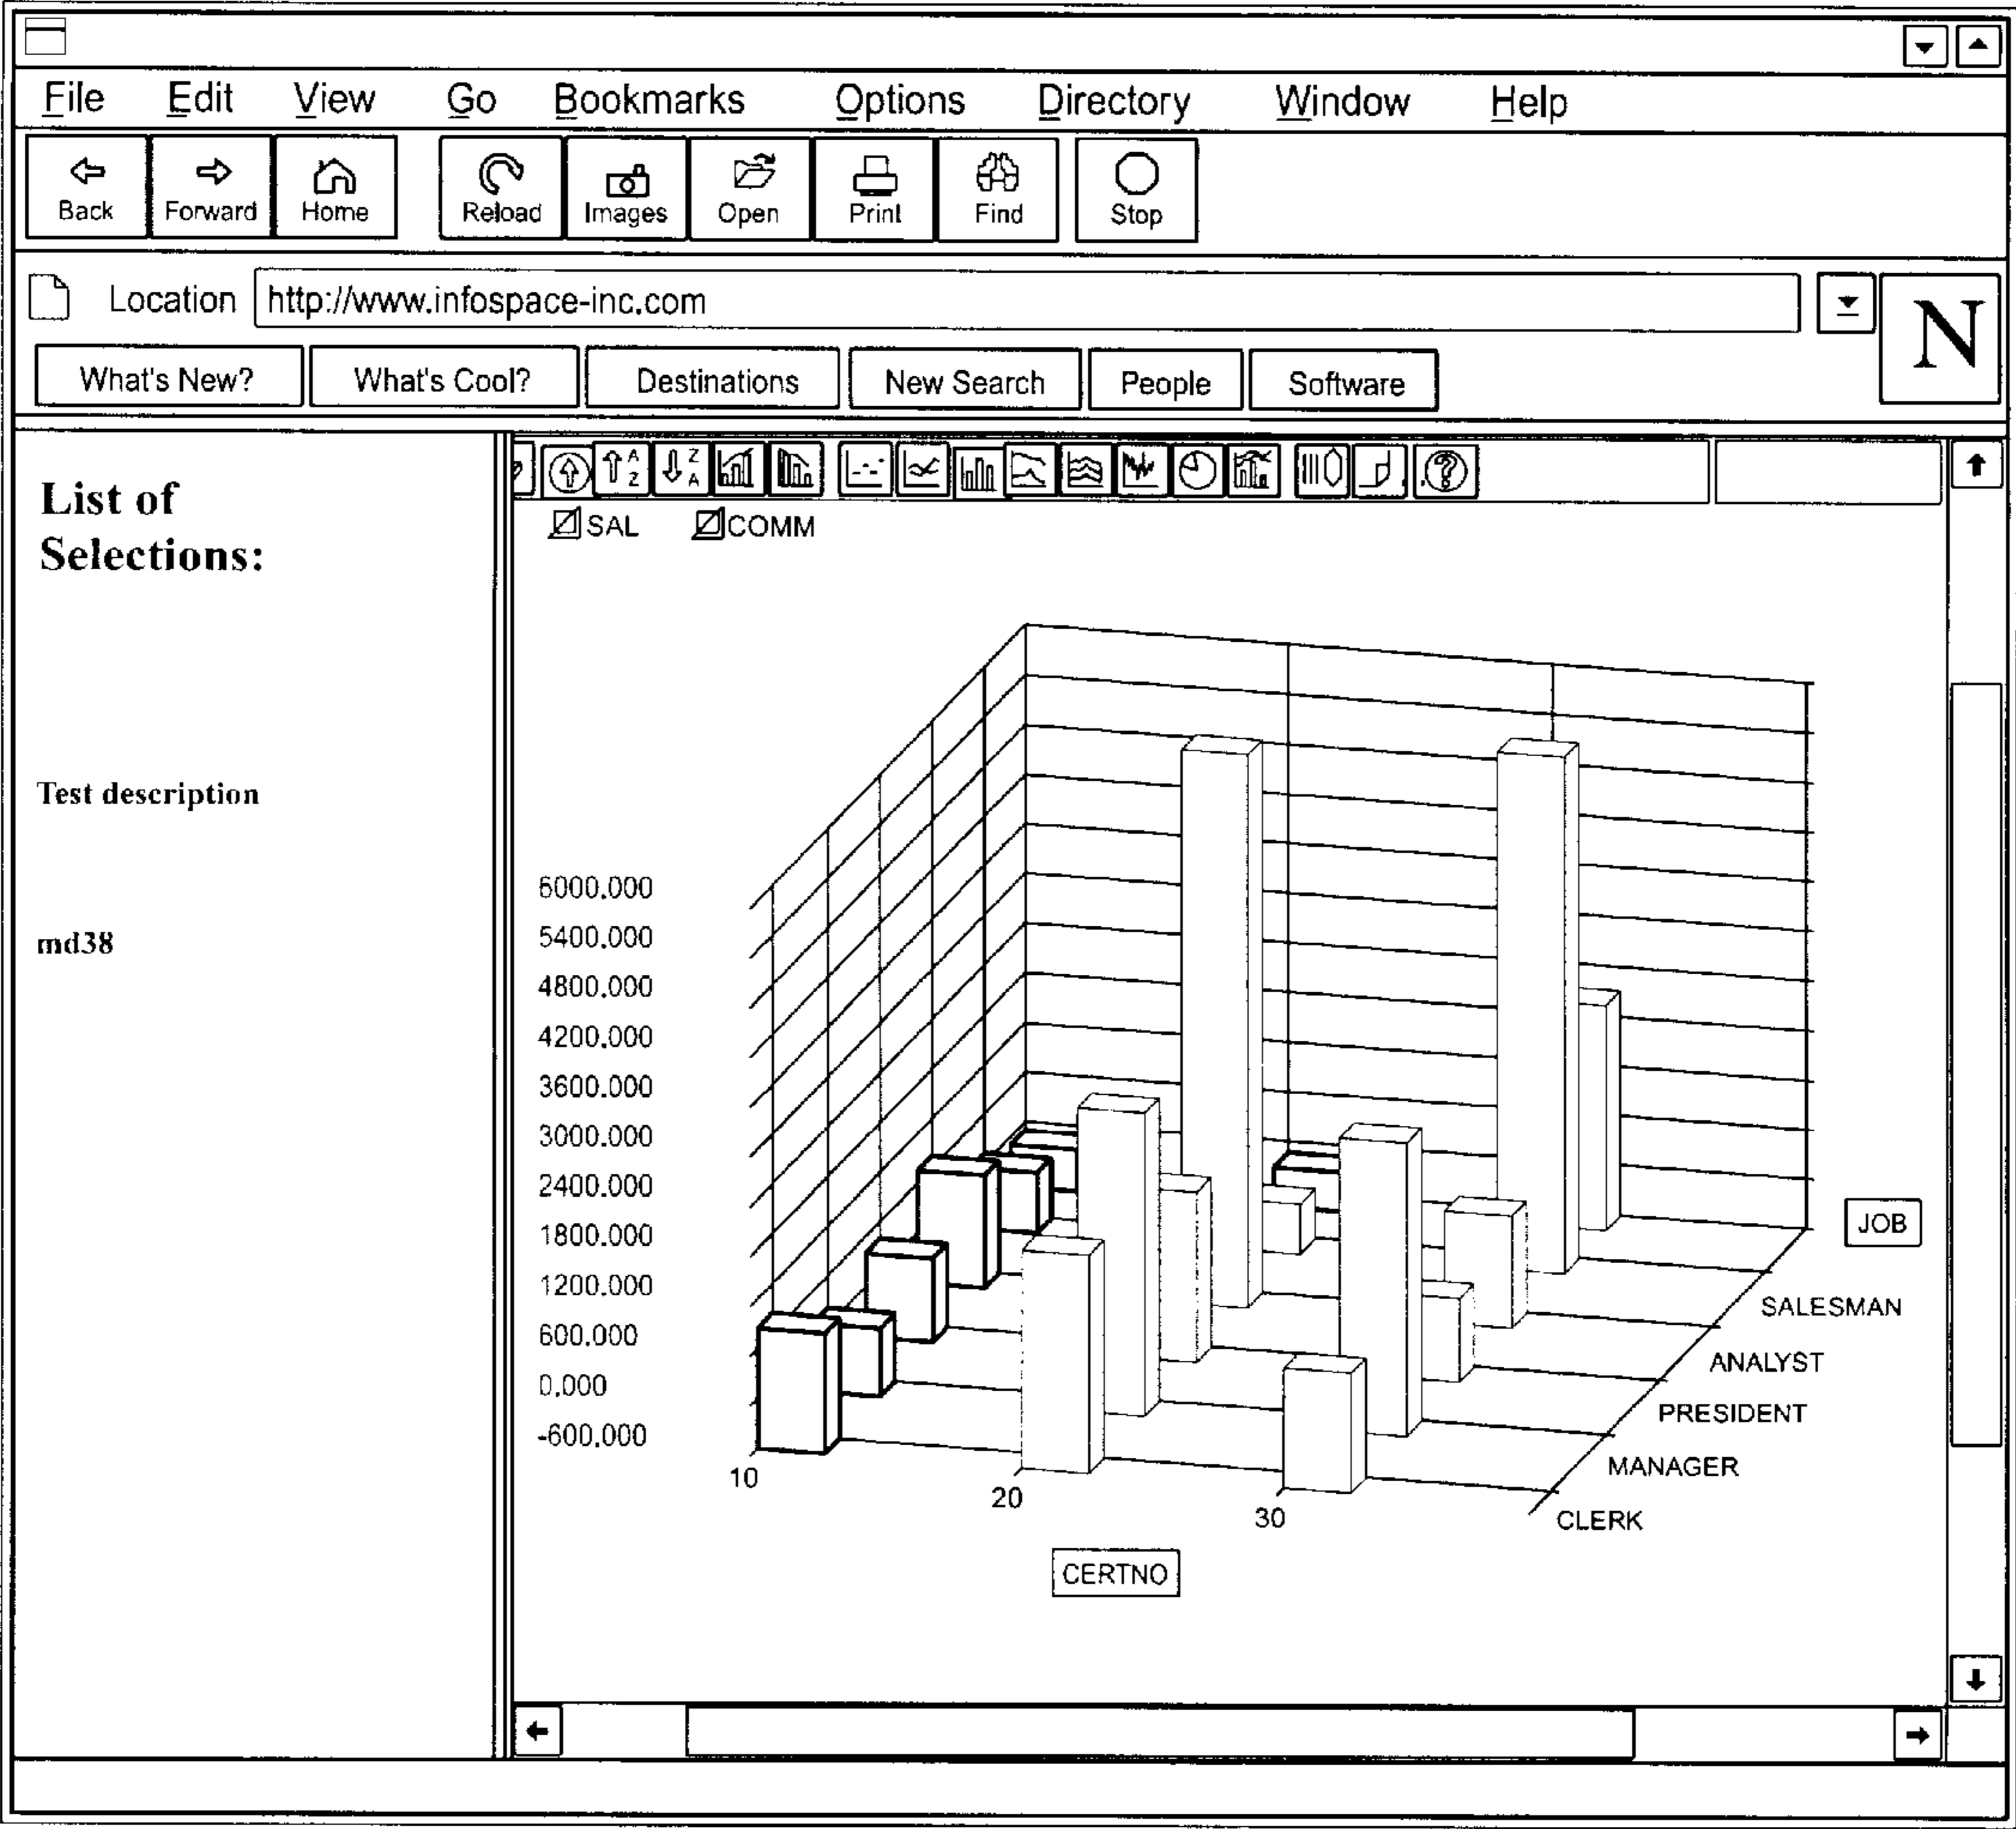 File Edit View Go Bookmarks Options Directory Window Help
Back Forward Home Reload Images Open Print Find Stop
Location http://www.infospace-inc.com
N
What's New? What's Cool? Destinations New Search People Software
List of
Selections:
Test description
md38
A
Z
Z
A
?
SAL COMM
6000.000
5400.000
4800.000
4200.000
3600.000
3000.000
2400.000
1800.000
1200.000
600.000
0.000
-600.000
10
20
30
CERTNO
JOB
SALESMAN
ANALYST
PRESIDENT
MANAGER
CLERK